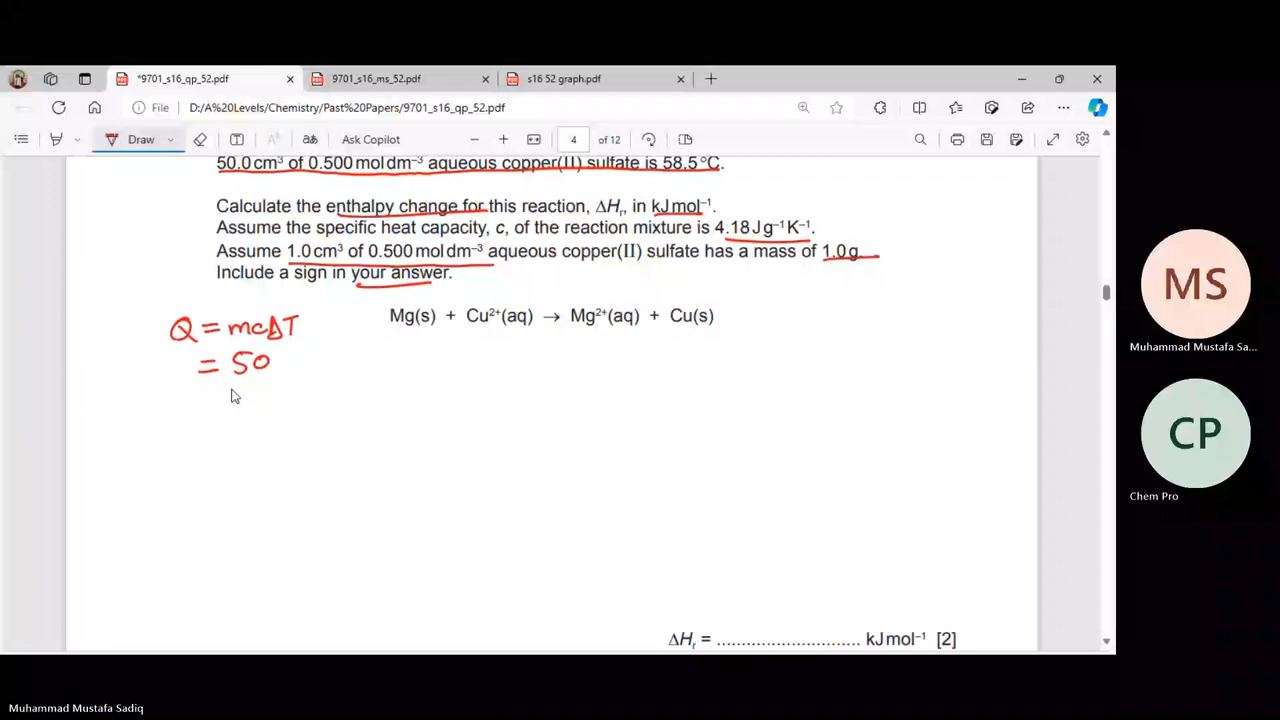 *9701_s16_qp_52.pdf
9701_s16_ms_52.pdf
s16 52 graph.pdf
File
D:/A%20Levels/Chemistry/Past%20Papers/9701_s16_qp_52.pdf
Draw
Ask Copilot
4 of 12
50.0 cm³ of 0.500 mol dm⁻³ aqueous copper(II) sulfate is 58.5 °C.
Calculate the enthalpy change for this reaction, ΔHᵣ, in kJ mol⁻¹.
Assume the specific heat capacity, c, of the reaction mixture is 4.18 J g⁻¹ K⁻¹.
Assume 1.0 cm³ of 0.500 mol dm⁻³ aqueous copper(II) sulfate has a mass of 1.0 g.
Include a sign in your answer.
Mg(s) + Cu²⁺(aq) → Mg²⁺(aq) + Cu(s)
Q = mcΔT
= 50
ΔHᵣ = ............................ kJ mol⁻¹ [2]
MS
Muhammad Mustafa Sa...
CP
Chem Pro
Muhammad Mustafa Sadiq